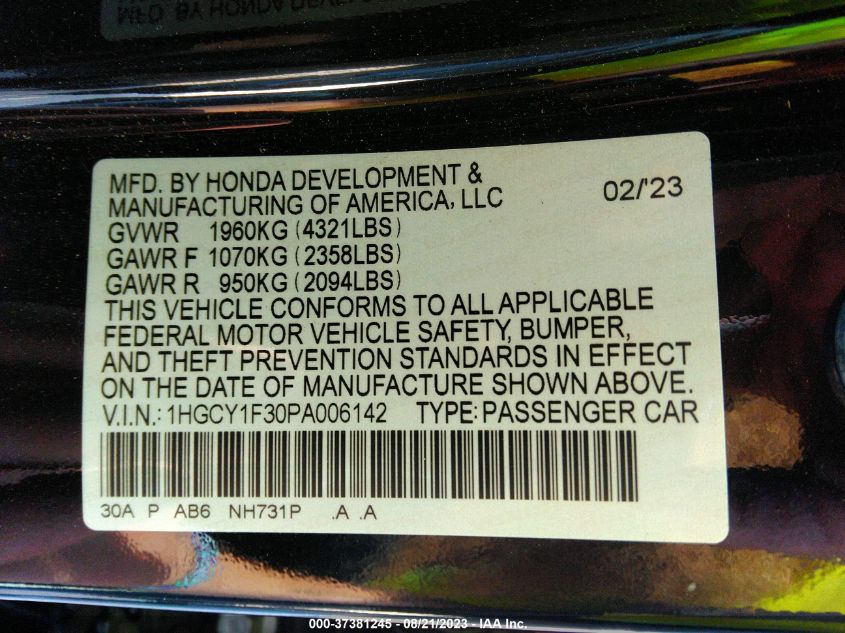 MFD. BY HONDA DEVELOPMENT &
MANUFACTURING OF AMERICA, LLC 02/'23
GVWR 1960KG (4321LBS)
GAWR F 1070KG (2358LBS)
GAWR R 950KG (2094LBS)
THIS VEHICLE CONFORMS TO ALL APPLICABLE
FEDERAL MOTOR VEHICLE SAFETY, BUMPER,
AND THEFT PREVENTION STANDARDS IN EFFECT
ON THE DATE OF MANUFACTURE SHOWN ABOVE.
V.I.N.: 1HGCY1F30PA006142 TYPE: PASSENGER CAR
30A P AB6 NH731P .A .A
000-37381245 - 08/21/2023 - IAA Inc.